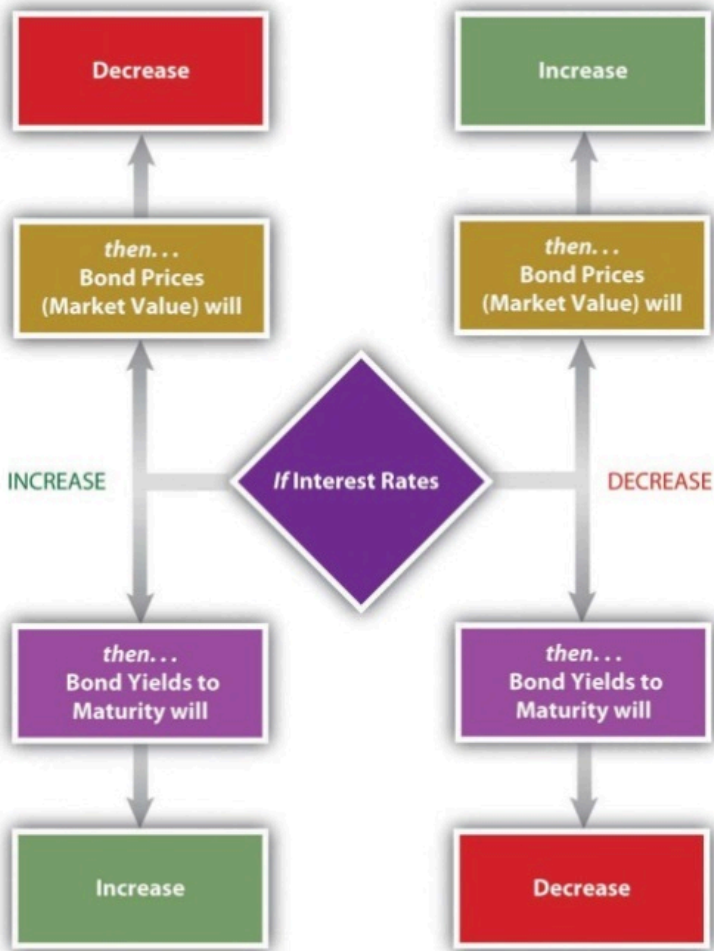 Decrease
Increase
then...
Bond Prices
(Market Value) will
then...
Bond Prices
(Market Value) will
INCREASE
If Interest Rates
DECREASE
then...
Bond Yields to
Maturity will
then...
Bond Yields to
Maturity will
Increase
Decrease